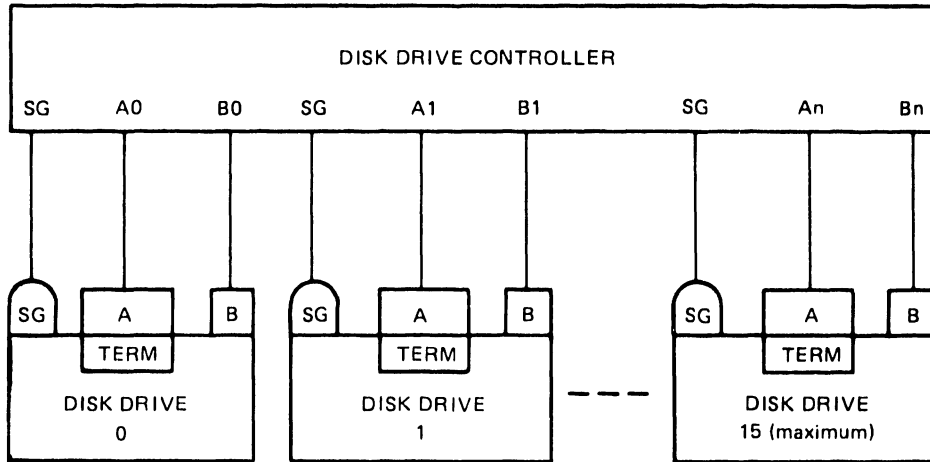 DISK DRIVE CONTROLLER
SG A0 B0 SG A1 B1 SG An Bn
SG A B SG A B SG A B
TERM TERM TERM
DISK DRIVE DISK DRIVE DISK DRIVE
0 1 15 (maximum)